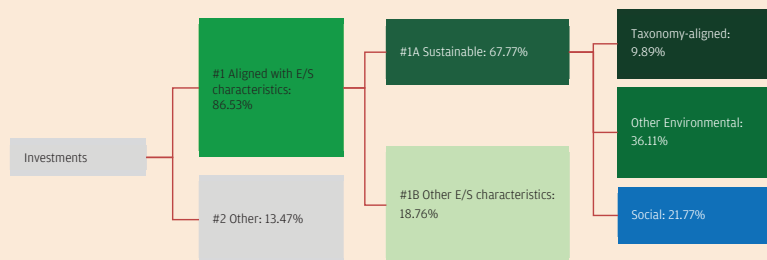 Investments
#1 Aligned with E/S
characteristics:
86.53%
#2 Other: 13.47%
#1A Sustainable: 67.77%
#1B Other E/S characteristics:
18.76%
Taxonomy-aligned:
9.89%
Other Environmental:
36.11%
Social: 21.77%